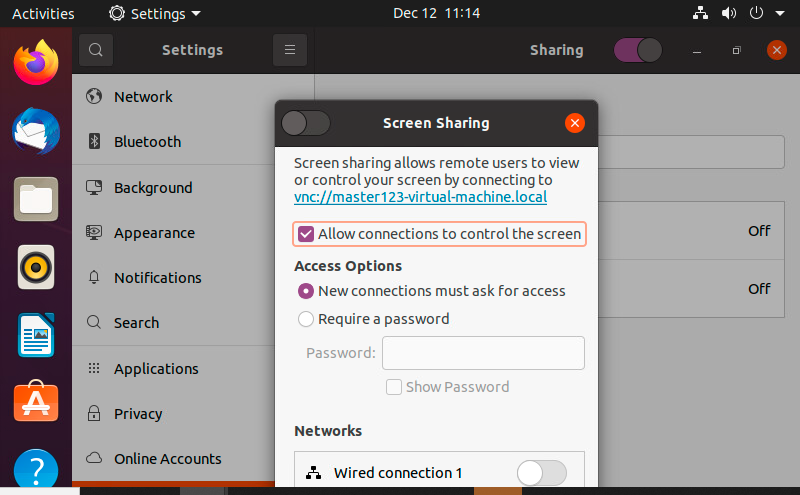 Activities
Settings
Dec 12 11:14
Settings
Sharing
Network
Bluetooth
Background
Appearance
Notifications
Search
Applications
Privacy
Online Accounts
Off
Off
Screen Sharing
Screen sharing allows remote users to view
or control your screen by connecting to
vnc://master123-virtual-machine.local
Allow connections to control the screen
Access Options
New connections must ask for access
Require a password
Password:
Show Password
Networks
Wired connection 1